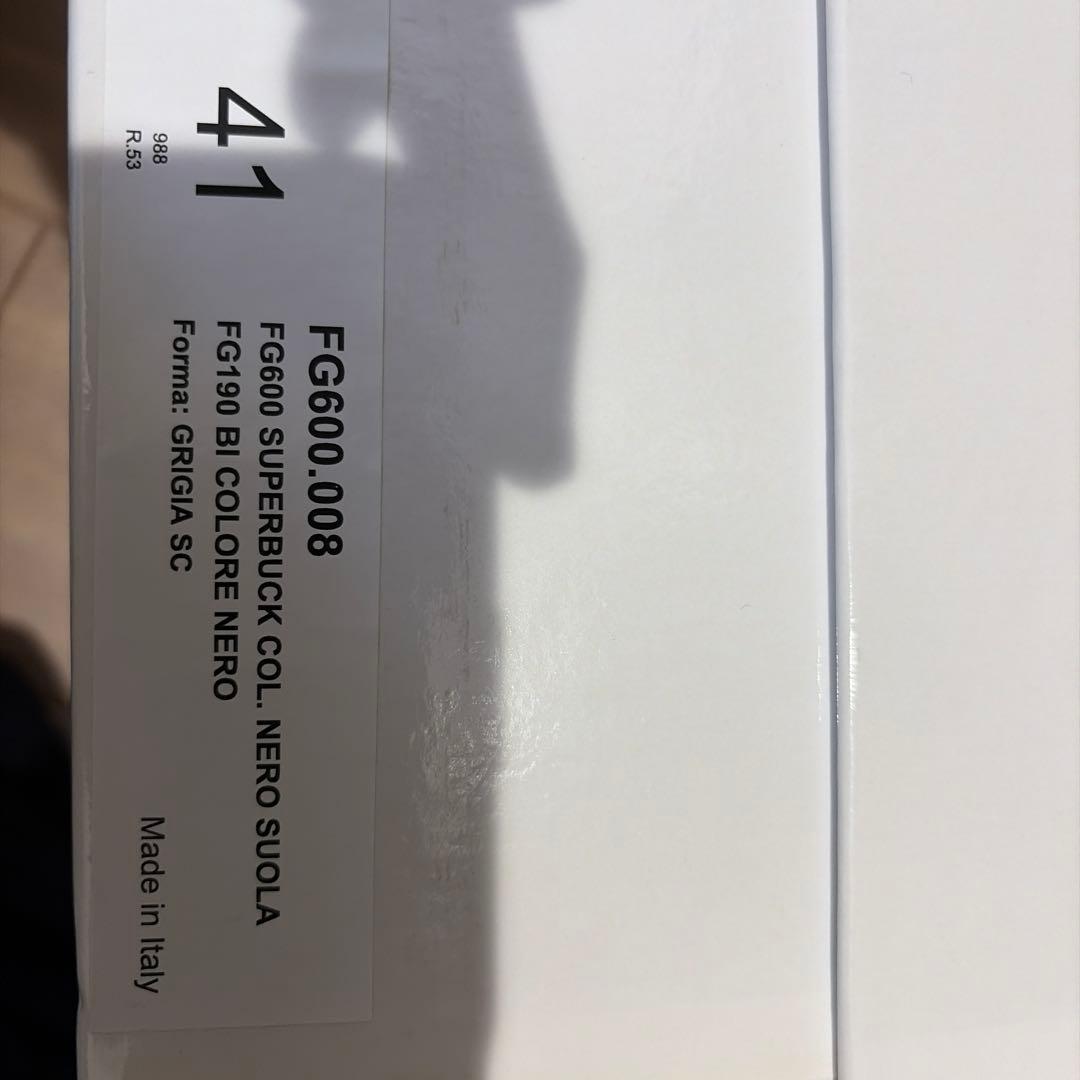 FG600.008
FG600 SUPERBUCK COL. NERO SUOLA
FG190 BI COLORE NERO
Forma: GRIGIA SC
41
988
R.53
Made in Italy